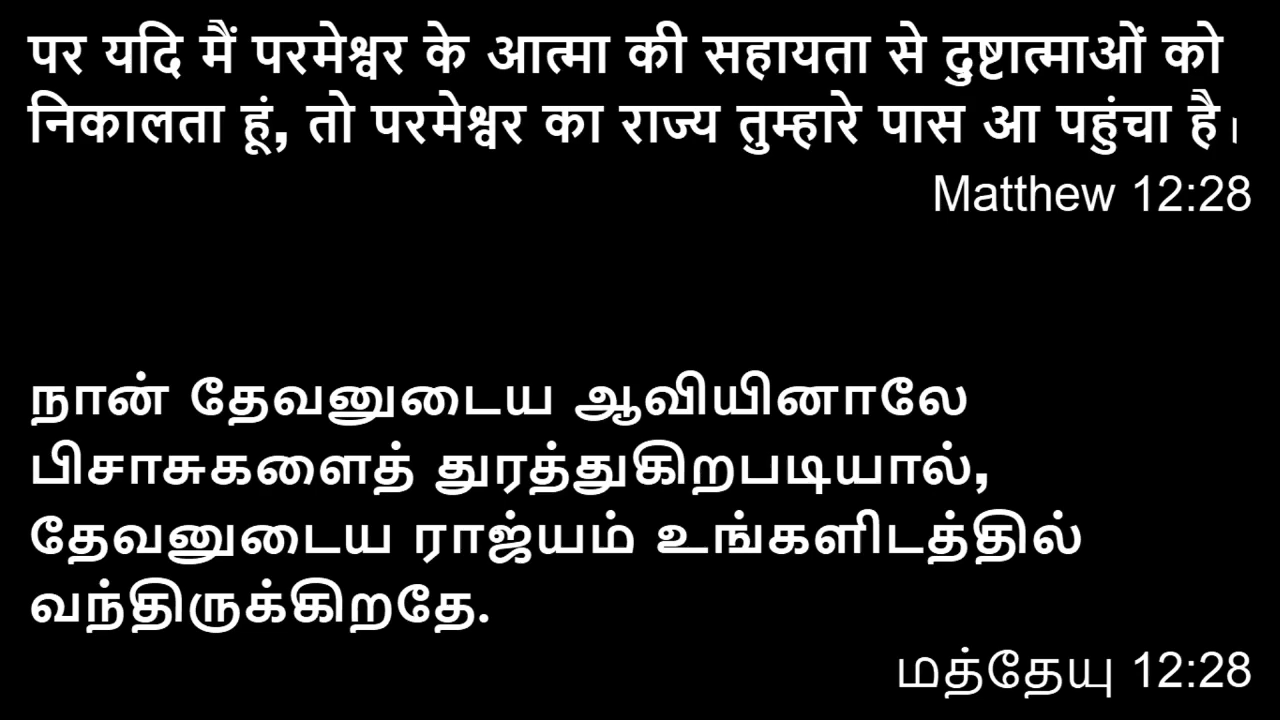 पर यदि मैं परमेश्वर के आत्मा की सहायता से दुष्टात्माओं को
निकालता हूं, तो परमेश्वर का राज्य तुम्हारे पास आ पहुंचा है।
Matthew 12:28
நான் தேவனுடைய ஆவியினாலே
பிசாசுகளைத் துரத்துகிறபடியால்,
தேவனுடைய ராஜ்யம் உங்களிடத்தில்
வந்திருக்கிறதே.
மத்தேயு 12:28